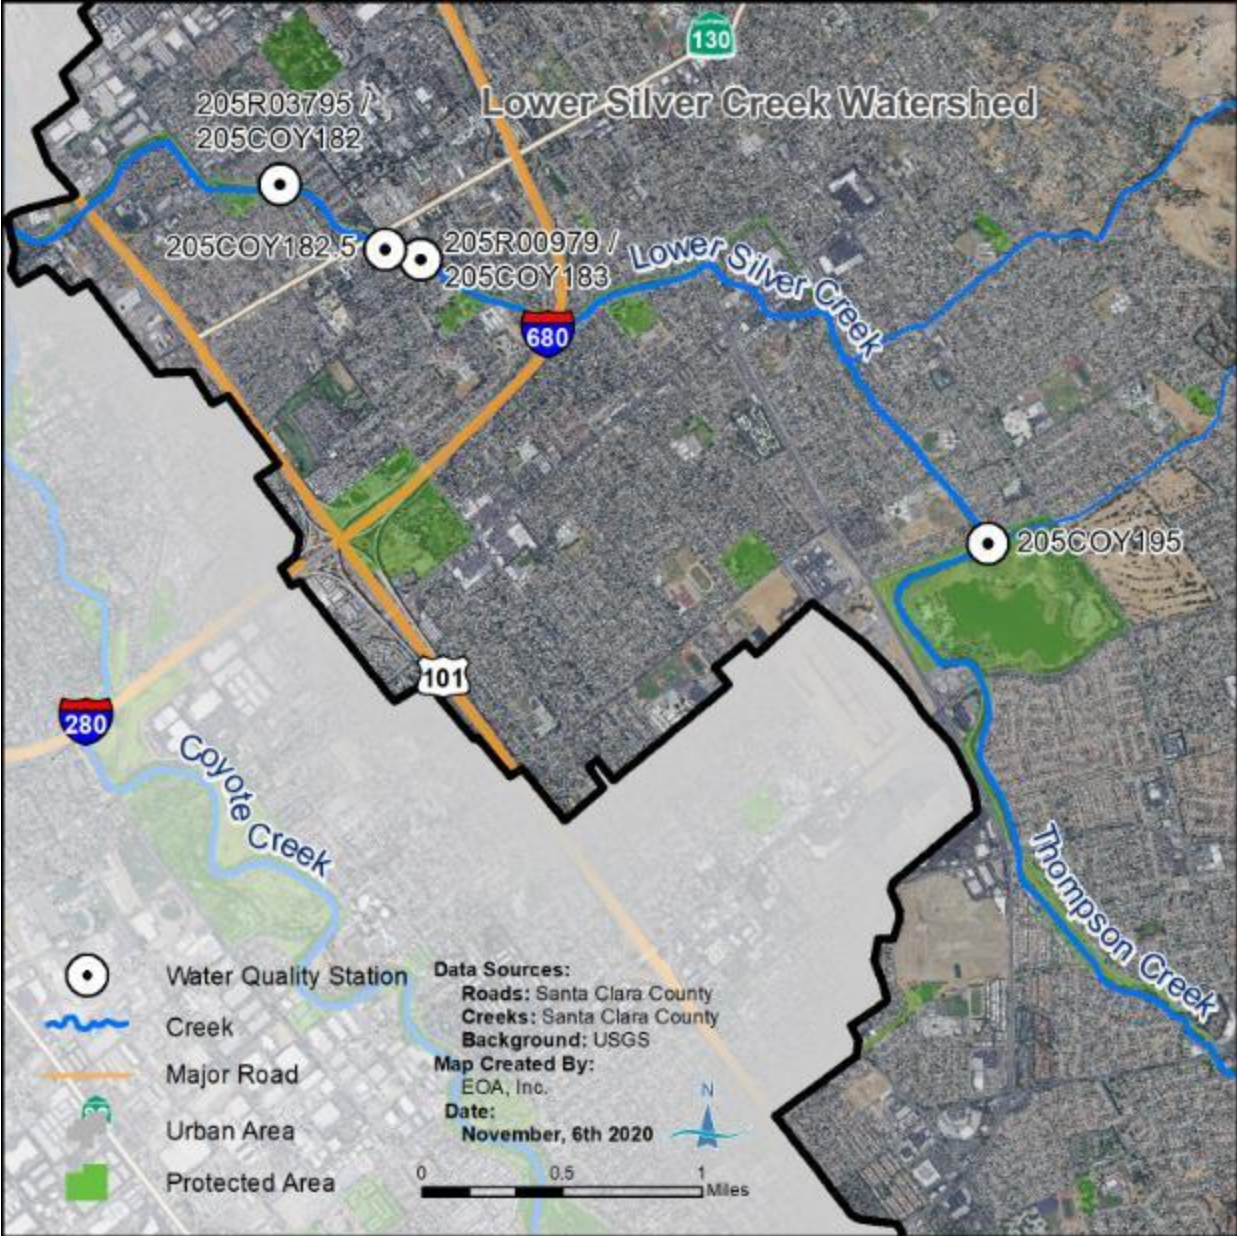 130
Lower Silver Creek Watershed
205R03795 /
205COY182
205COY182.5
205R00979 /
205COY183
Lower Silver Creek
680
205COY195
101
280
Coyote Creek
Thompson Creek
Water Quality Station
Creek
Major Road
Urban Area
Protected Area
Data Sources:
Roads: Santa Clara County
Creeks: Santa Clara County
Background: USGS
Map Created By:
EOA, Inc.
Date:
November, 6th 2020
N
0 0.5 1
Miles